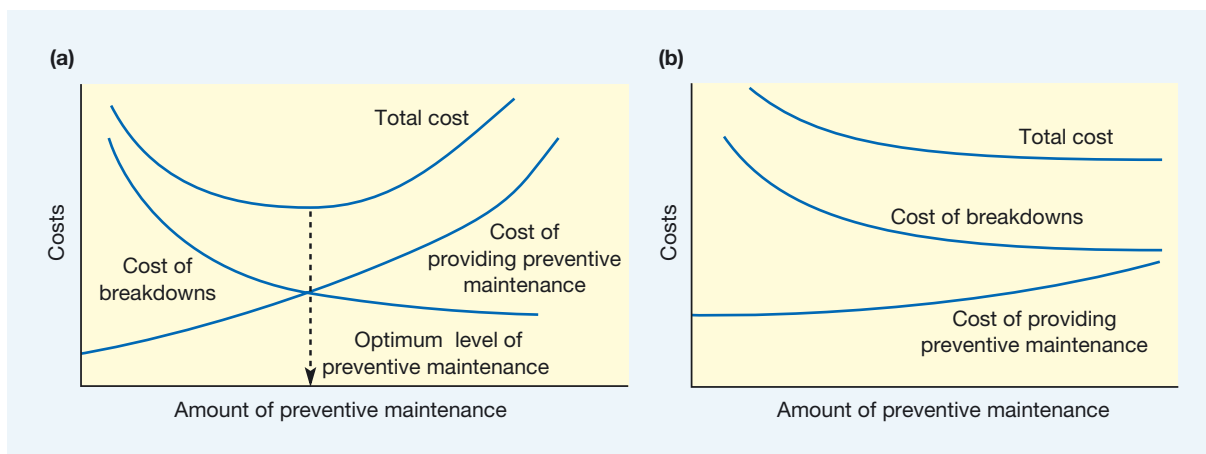 (a)
Total cost
Costs
Cost of
breakdowns
Cost of
providing preventive
maintenance
Optimum level of
preventive maintenance
Amount of preventive maintenance
(b)
Total cost
Costs
Cost of breakdowns
Cost of providing
preventive maintenance
Amount of preventive maintenance